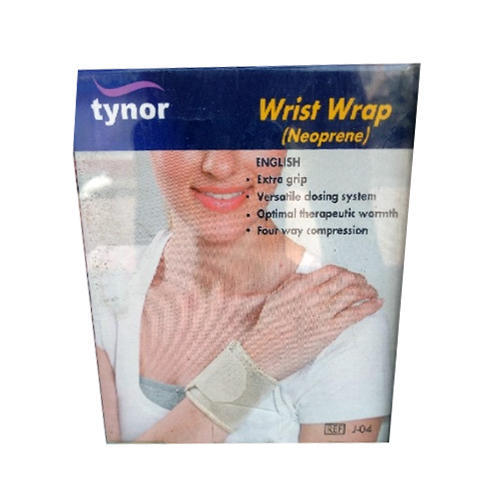 tynor
Wrist Wrap
(Neoprene)
ENGLISH
• Extra grip
• Versatile closing system
• Optimal therapeutic warmth
• Four way compression
REF J-04